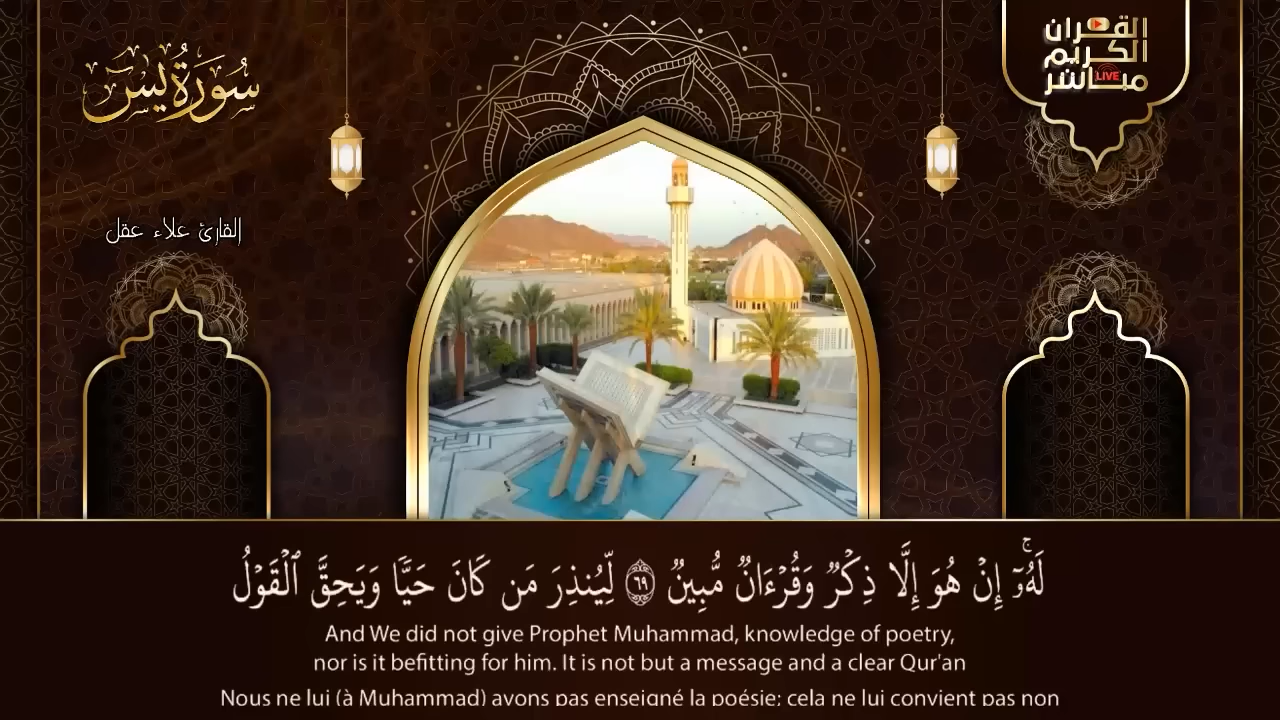 سُورَةُ يسٓ
القران
الكريم
مباشر
LIVE
القارئ علاء عقل
لَهُۥٓۚ إِنۡ هُوَ إِلَّا ذِكۡرٞ وَقُرۡءَانٞ مُّبِينٞ ٦٩ لِّيُنذِرَ مَن كَانَ حَيّٗا وَيَحِقَّ ٱلۡقَوۡلُ
And We did not give Prophet Muhammad, knowledge of poetry,
nor is it befitting for him. It is not but a message and a clear Qur'an
Nous ne lui (à Muhammad) avons pas enseigné la poésie; cela ne lui convient pas non